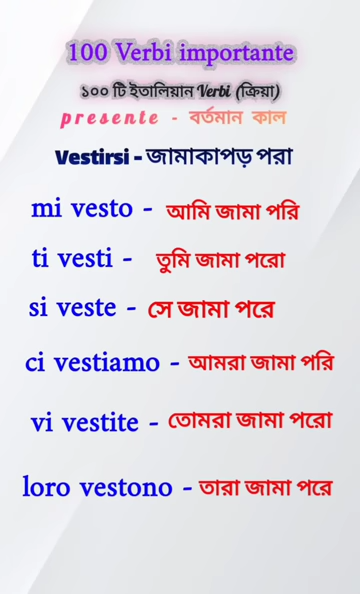 100 Verbi importante
১০০ টি ইতালিয়ান Verbi (ক্রিয়া)
presente - বর্তমান কাল
Vestirsi - জামাকাপড় পরা
mi vesto - আমি জামা পরি
ti vesti - তুমি জামা পরো
si veste - সে জামা পরে
ci vestiamo - আমরা জামা পরি
vi vestite - তোমরা জামা পরো
loro vestono - তারা জামা পরে